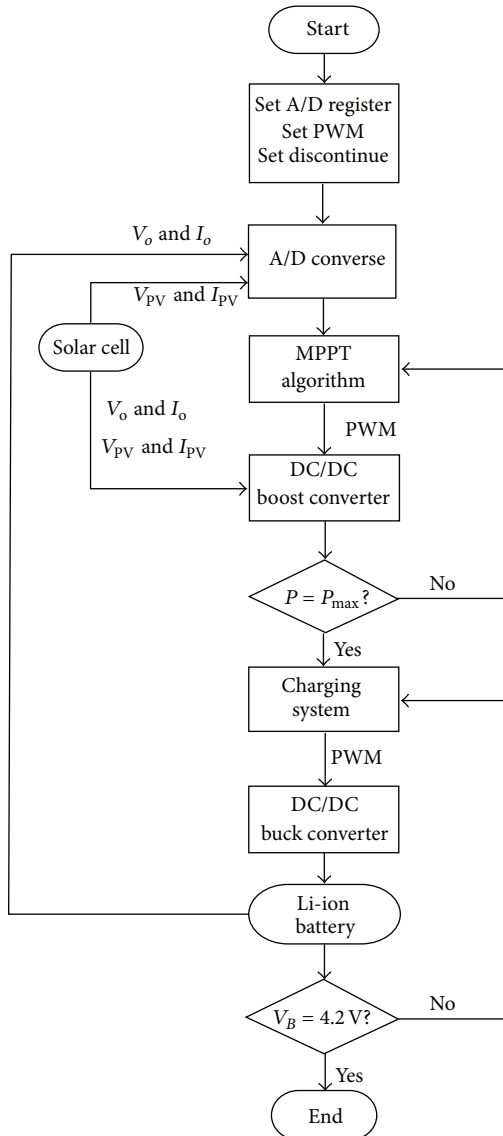 Start
Set A/D register
Set PWM
Set discontinue
V_o and I_o
A/D converse
V_PV and I_PV
Solar cell
MPPT
algorithm
V_o and I_o
PWM
V_PV and I_PV
DC/DC
boost converter
P = P_max?
No
Yes
Charging
system
PWM
DC/DC
buck converter
Li-ion
battery
V_B = 4.2 V?
No
Yes
End